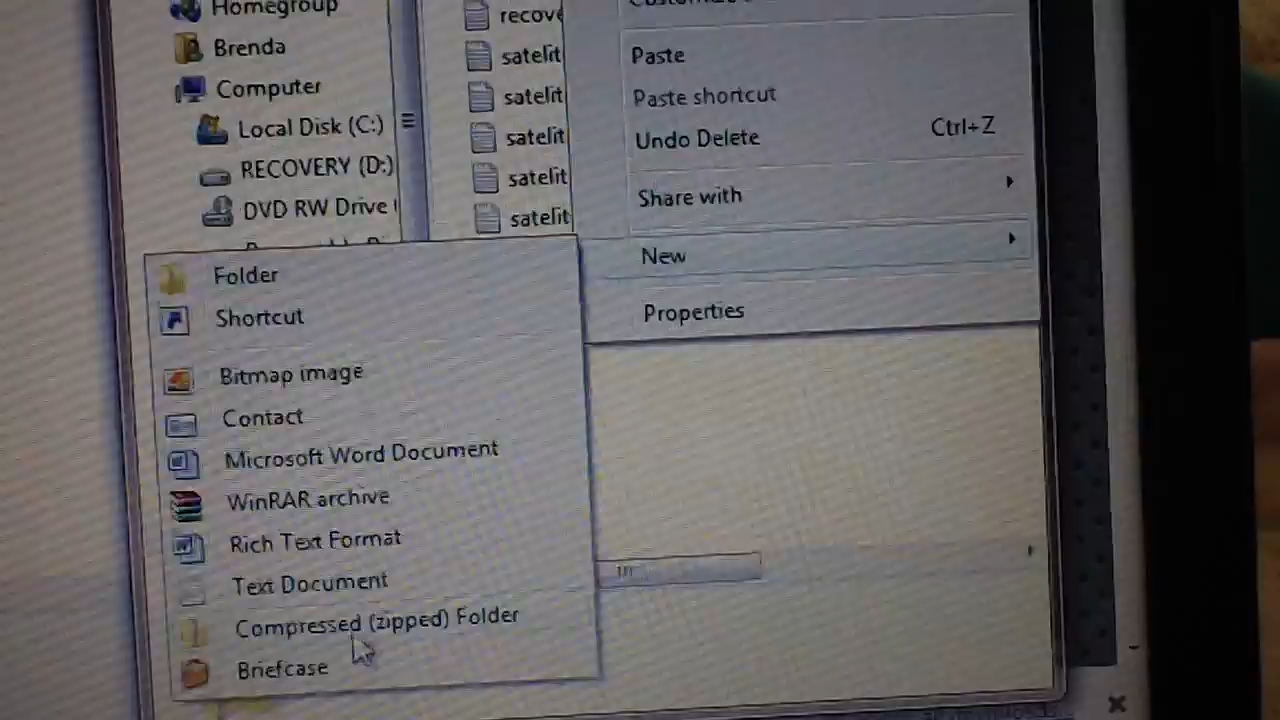 Homegroup
Brenda
Computer
Local Disk (C:)
RECOVERY (D:)
DVD RW Drive
recove
satelit
satelit
satelit
satelit
satelit
Paste
Paste shortcut
Undo Delete Ctrl+Z
Share with
New
Properties
Folder
Shortcut
Bitmap image
Contact
Microsoft Word Document
WinRAR archive
Rich Text Format
Text Document
Compressed (zipped) Folder
Briefcase